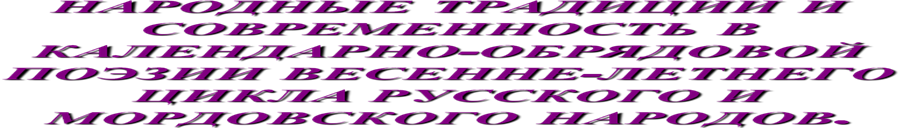 НАРОДНЫЕ ТРАДИЦИИ И
СОВРЕМЕННОСТЬ В
КАЛЕНДАРНО-ОБРЯДОВОЙ
ПОЭЗИИ ВЕСЕННЕ-ЛЕТНЕГО
ЦИКЛА РУССКОГО И
МОРДОВСКОГО НАРОДОВ.